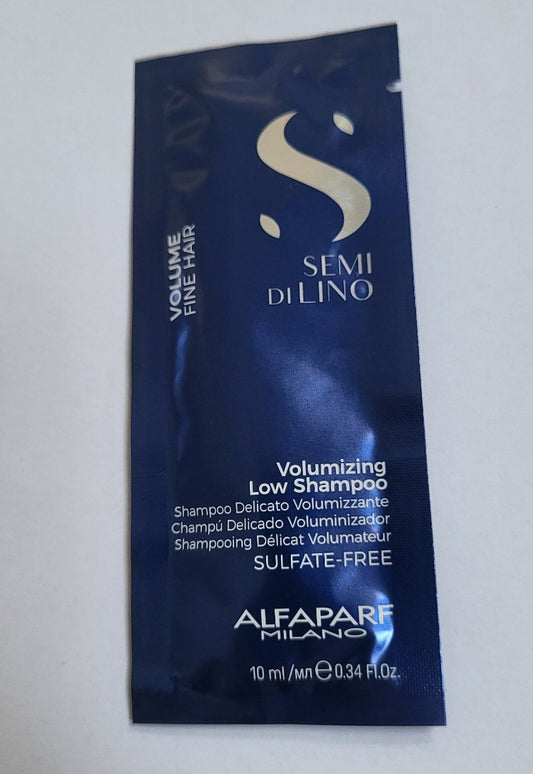 VOLUME
FINE HAIR
S
SEMI
DI LINO
Volumizing
Low Shampoo
Shampoo Delicato Volumizzante
Champú Delicado Voluminizador
Shampooing Délicat Volumateur
SULFATE-FREE
ALFAPARF
MILANO
10 ml /мл ℮ 0.34 Fl.Oz.